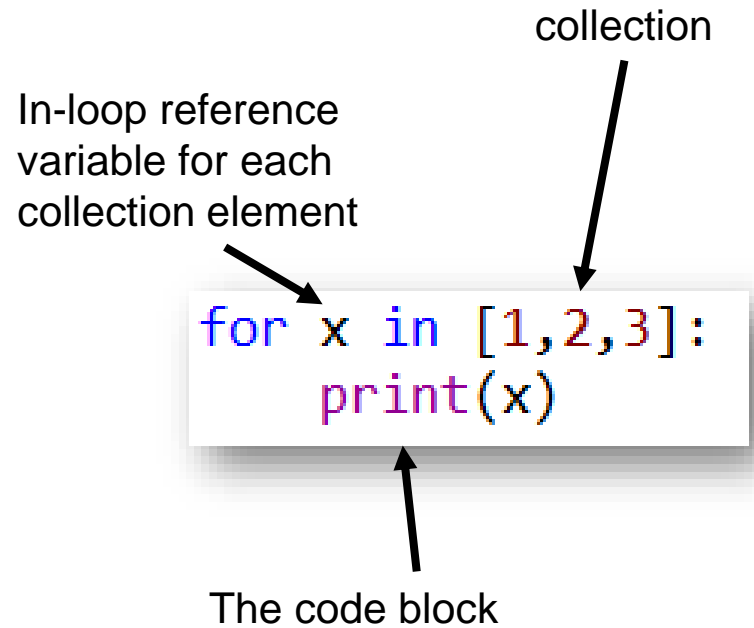 collection
In-loop reference
variable for each
collection element
for x in [1,2,3]:
    print(x)
The code block